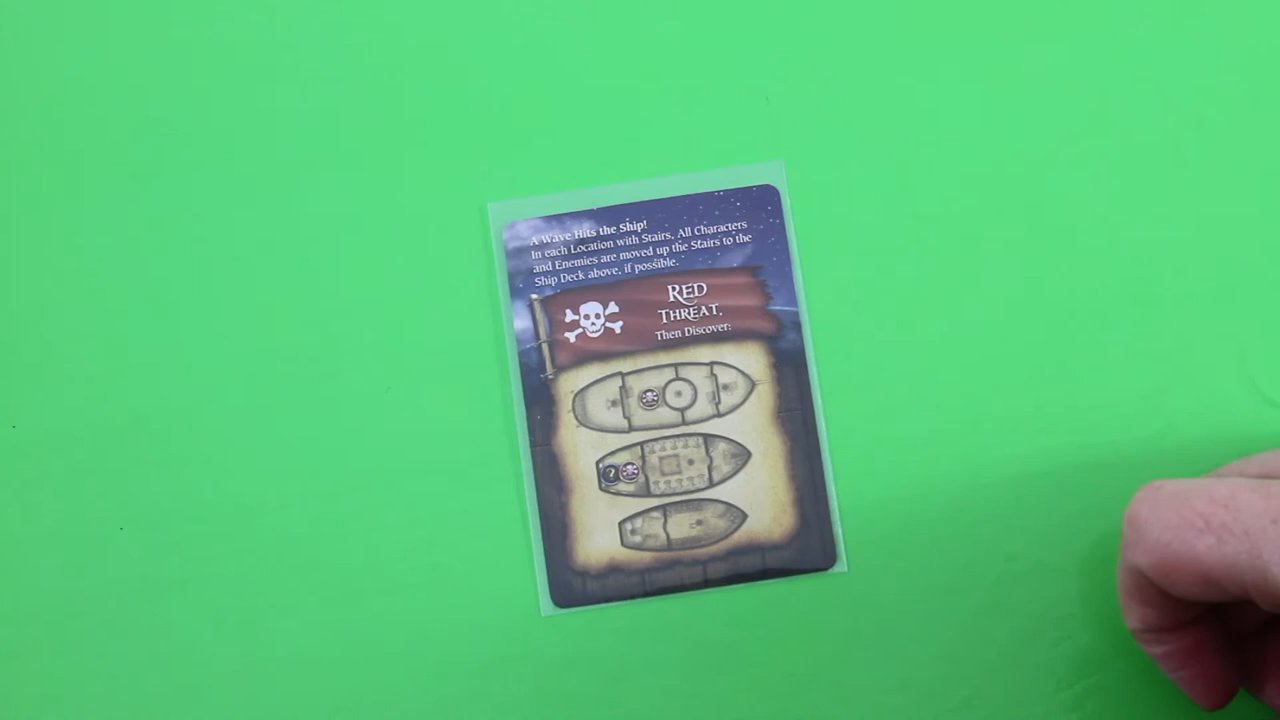 A Wave Hits the Ship!
In each Location with Stairs, All Characters
and Enemies are moved up the Stairs to the
Ship Deck above, if possible.
RED
THREAT.
Then Discover:
?